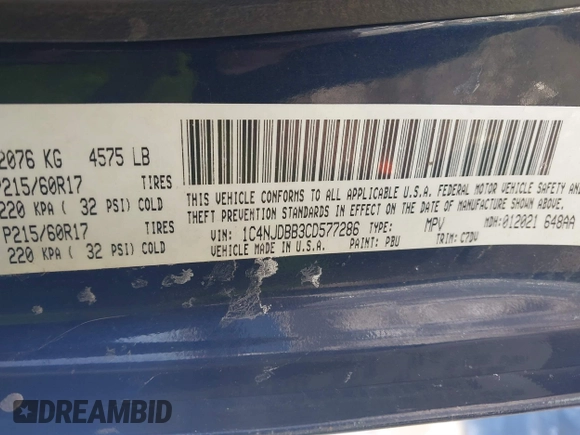 2076 KG 4575 LB
P215/60R17 TIRES
220 KPA ( 32 PSI) COLD
P215/60R17 TIRES
220 KPA ( 32 PSI) COLD
THIS VEHICLE CONFORMS TO ALL APPLICABLE U.S.A. FEDERAL MOTOR VEHICLE SAFETY AND
THEFT PREVENTION STANDARDS IN EFFECT ON THE DATE OF MANUFACTURE SHOWN ABOVE
VIN: 1C4NJDBB3CD577286 TYPE: MPV MDH:012021 648AA
VEHICLE MADE IN U.S.A. PAINT: PBU TRIM: C7DV
DREAMBID